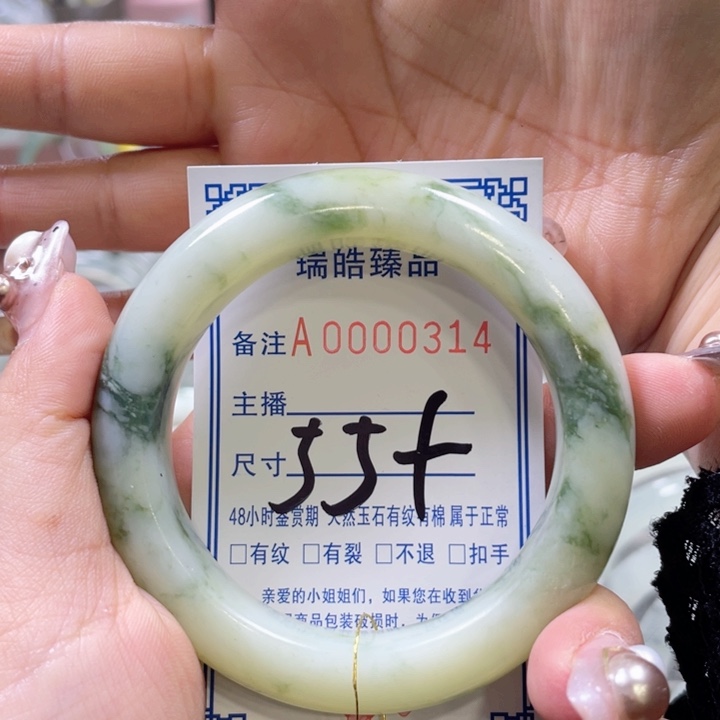 瑞皓臻品
备注A0000314
主播
尺寸 55+
48小时鉴赏期 天然玉石有纹有棉 属于正常
□有纹 □有裂 □不退 □扣手
亲爱的小姐姐们，如果您在收到
商品包装破损时，为